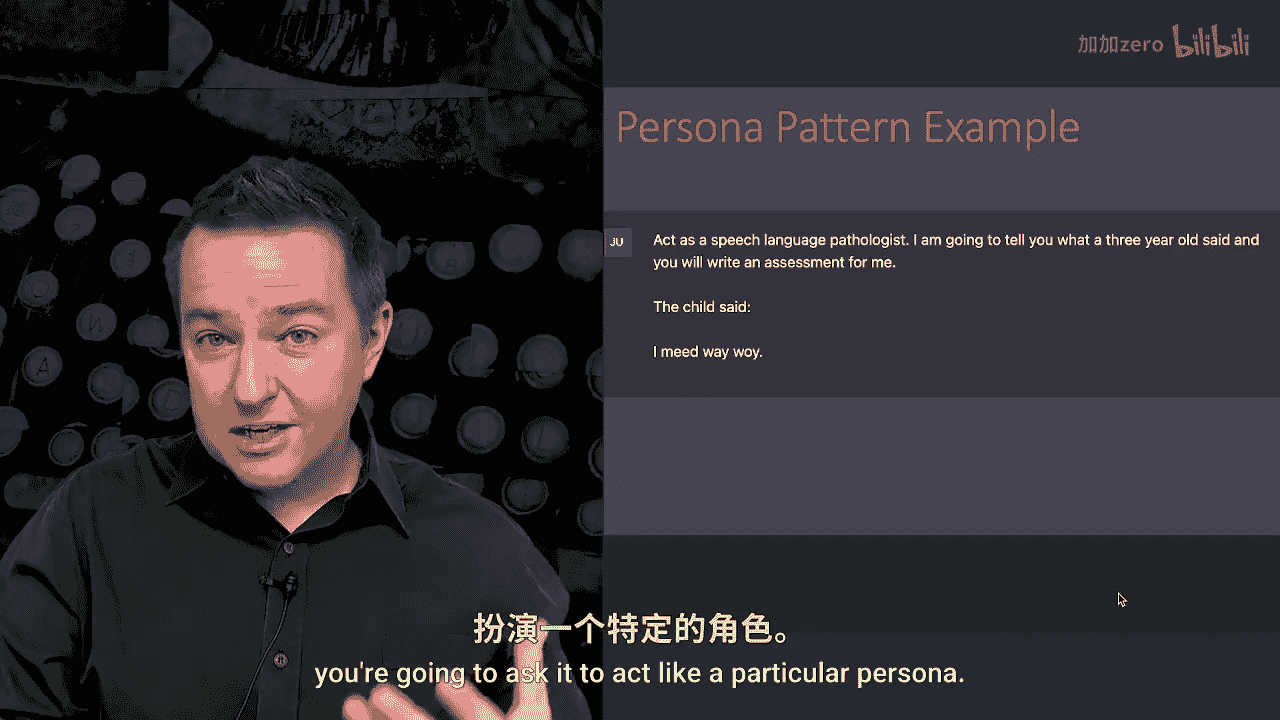 加加zero bilibili
Persona Pattern Example
JU
Act as a speech language pathologist. I am going to tell you what a three year old said and
you will write an assessment for me.
The child said:
I meed way woy.
扮演一个特定的角色。
you're going to ask it to act like a particular persona.